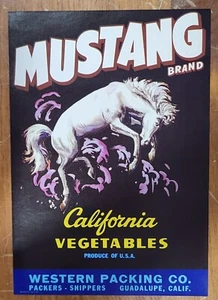 MUSTANG
BRAND
California
VEGETABLES
PRODUCE OF U.S.A.
WESTERN PACKING CO.
PACKERS - SHIPPERS GUADALUPE, CALIF.